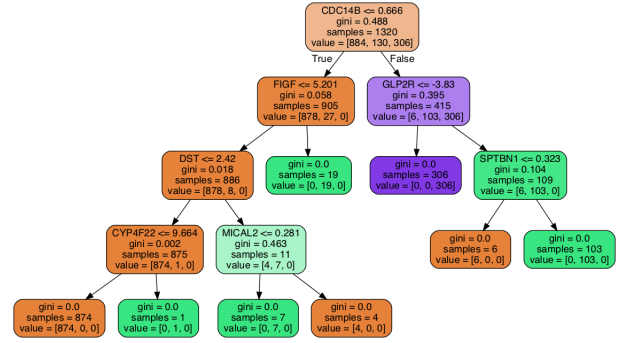 CDC14B <= 0.666
gini = 0.488
samples = 1320
value = [884, 130, 306]
True
False
FIGF <= 5.201
gini = 0.058
samples = 905
value = [878, 27, 0]
GLP2R <= -3.83
gini = 0.395
samples = 415
value = [6, 103, 306]
DST <= 2.42
gini = 0.018
samples = 886
value = [878, 8, 0]
gini = 0.0
samples = 19
value = [0, 19, 0]
gini = 0.0
samples = 306
value = [0, 0, 306]
SPTBN1 <= 0.323
gini = 0.104
samples = 109
value = [6, 103, 0]
CYP4F22 <= 9.664
gini = 0.002
samples = 875
value = [874, 1, 0]
MICAL2 <= 0.281
gini = 0.463
samples = 11
value = [4, 7, 0]
gini = 0.0
samples = 6
value = [6, 0, 0]
gini = 0.0
samples = 103
value = [0, 103, 0]
gini = 0.0
samples = 874
value = [874, 0, 0]
gini = 0.0
samples = 1
value = [0, 1, 0]
gini = 0.0
samples = 7
value = [0, 7, 0]
gini = 0.0
samples = 4
value = [4, 0, 0]